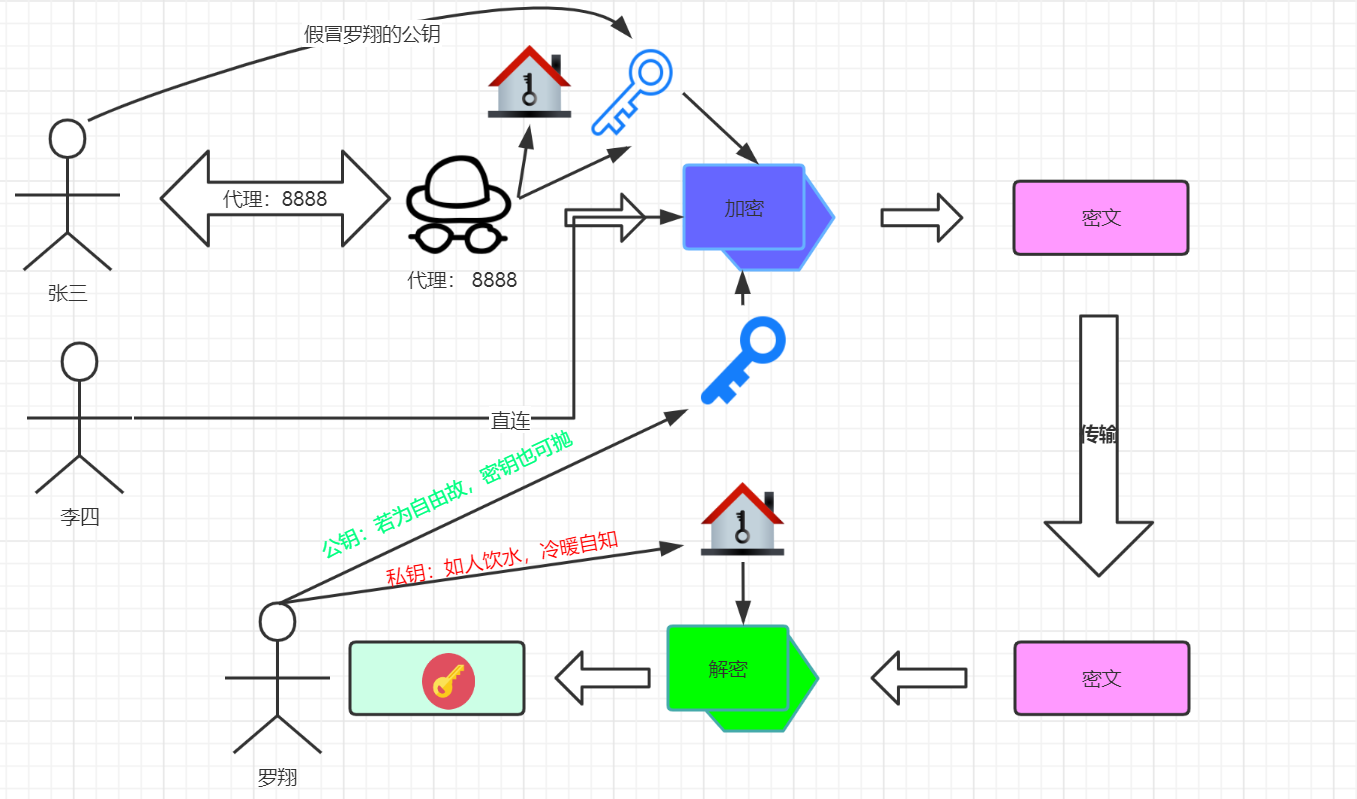 假冒罗翔的公钥
代理：8888
加密
密文
代理： 8888
张三
直连
传输
李四
公钥：若为自由故，密钥也可抛
私钥：如人饮水，冷暖自知
解密
密文
罗翔